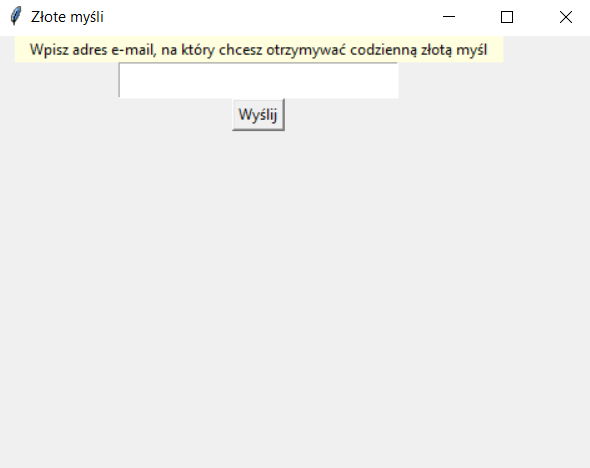 Złote myśli
Wpisz adres e-mail, na który chcesz otrzymywać codzienną złotą myśl
Wyślij